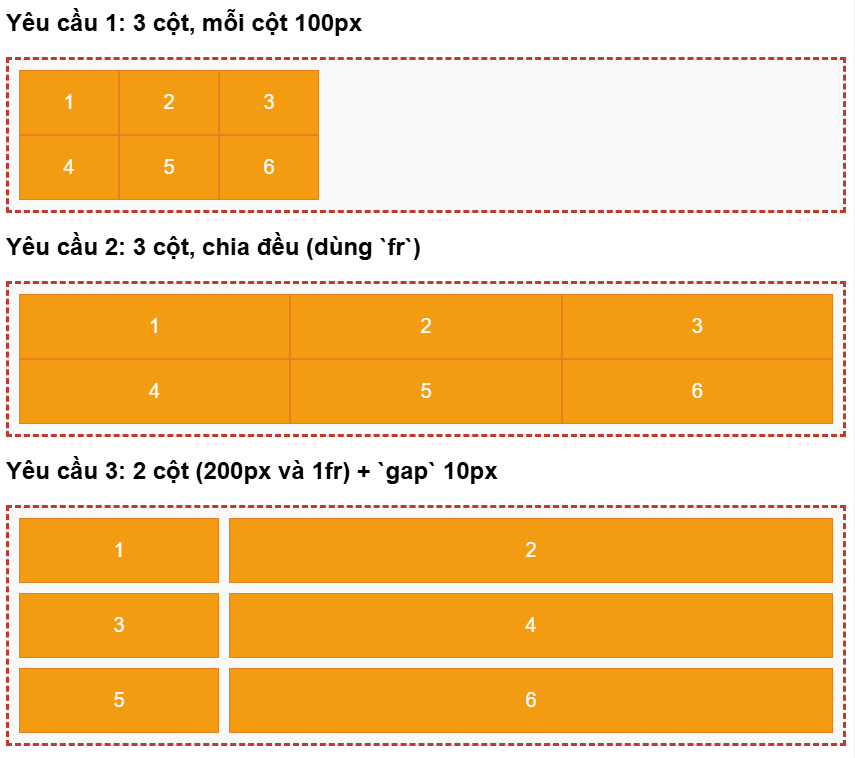 Yêu cầu 1: 3 cột, mỗi cột 100px
1 2 3
4 5 6
Yêu cầu 2: 3 cột, chia đều (dùng `fr`)
1 2 3
4 5 6
Yêu cầu 3: 2 cột (200px và 1fr) + `gap` 10px
1 2
3 4
5 6